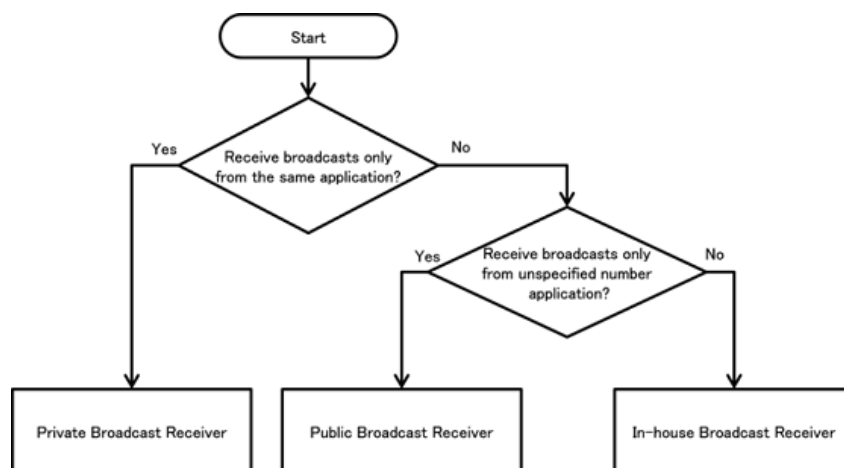 Start
Yes
No
Receive broadcasts only
from the same application?
Yes
No
Receive broadcasts only
from unspecified number
application?
Private Broadcast Receiver
Public Broadcast Receiver
In-house Broadcast Receiver